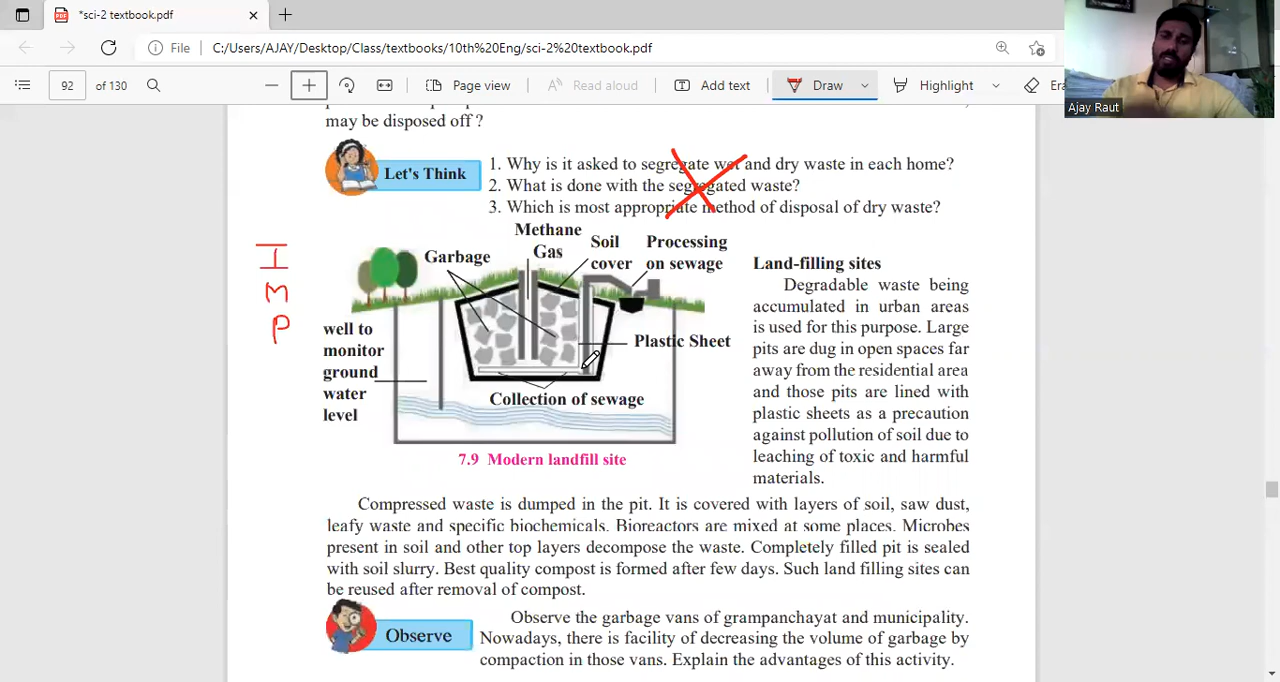 *sci-2 textbook.pdf
File C:/Users/AJAY/Desktop/Class/textbooks/10th%20Eng/sci-2%20textbook.pdf
92 of 130 Page view Read aloud Add text Draw Highlight
Ajay Raut
may be disposed off ?
Let's Think
1. Why is it asked to segregate wet and dry waste in each home?
2. What is done with the segregated waste?
3. Which is most appropriate method of disposal of dry waste?
IMP
Garbage
Methane
Gas
Soil
cover
Processing
on sewage
well to
monitor
ground
water
level
Plastic Sheet
Collection of sewage
7.9 Modern landfill site
Land-filling sites
Degradable waste being
accumulated in urban areas
is used for this purpose. Large
pits are dug in open spaces far
away from the residential area
and those pits are lined with
plastic sheets as a precaution
against pollution of soil due to
leaching of toxic and harmful
materials.
Compressed waste is dumped in the pit. It is covered with layers of soil, saw dust,
leafy waste and specific biochemicals. Bioreactors are mixed at some places. Microbes
present in soil and other top layers decompose the waste. Completely filled pit is sealed
with soil slurry. Best quality compost is formed after few days. Such land filling sites can
be reused after removal of compost.
Observe
Observe the garbage vans of grampanchayat and municipality.
Nowadays, there is facility of decreasing the volume of garbage by
compaction in those vans. Explain the advantages of this activity.